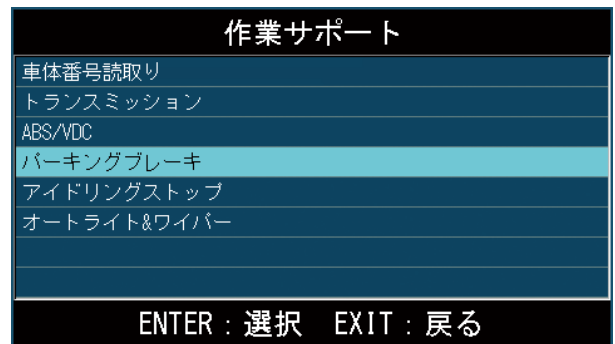 作業サポート
車体番号読取り
トランスミッション
ABS/VDC
パーキングブレーキ
アイドリングストップ
オートライト&ワイパー
ENTER：選択　EXIT：戻る